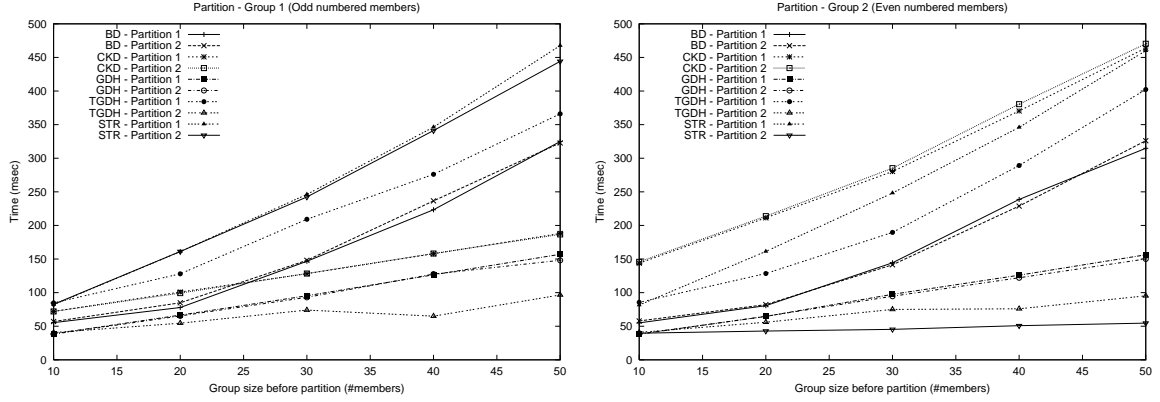 Partition - Group 1 (Odd numbered members)
500
450
400
350
300
250
200
150
100
50
0
Time (msec)
BD - Partition 1
BD - Partition 2
CKD - Partition 1
CKD - Partition 2
GDH - Partition 1
GDH - Partition 2
TGDH - Partition 1
TGDH - Partition 2
STR - Partition 1
STR - Partition 2
10 15 20 25 30 35 40 45 50
Group size before partition (#members)
Partition - Group 2 (Even numbered members)
500
450
400
350
300
250
200
150
100
50
0
Time (msec)
BD - Partition 1
BD - Partition 2
CKD - Partition 1
CKD - Partition 2
GDH - Partition 1
GDH - Partition 2
TGDH - Partition 1
TGDH - Partition 2
STR - Partition 1
STR - Partition 2
10 15 20 25 30 35 40 45 50
Group size before partition (#members)